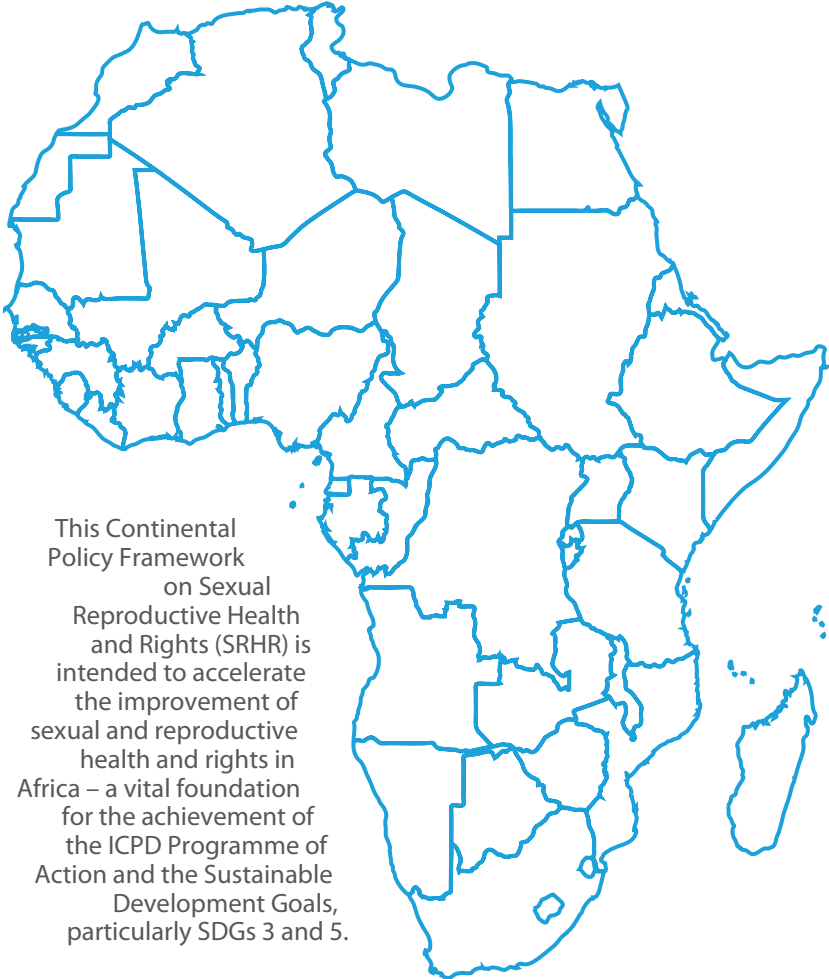 This Continental
Policy Framework
on Sexual
Reproductive Health
and Rights (SRHR) is
intended to accelerate
the improvement of
sexual and reproductive
health and rights in
Africa – a vital foundation
for the achievement of
the ICPD Programme of
Action and the Sustainable
Development Goals,
particularly SDGs 3 and 5.